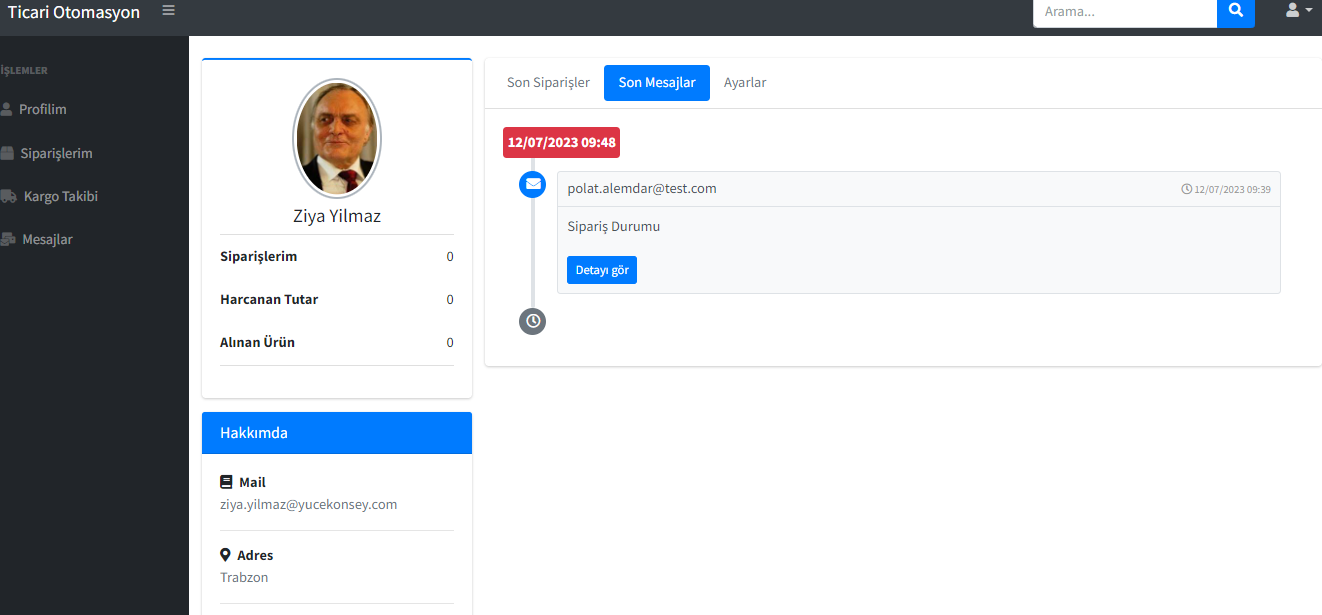 Ticari Otomasyon
Arama...
İŞLEMLER
Profilim
Siparişlerim
Kargo Takibi
Mesajlar
Ziya Yilmaz
Siparişlerim 0
Harcanan Tutar 0
Alınan Ürün 0
Hakkımda
Mail
ziya.yilmaz@yucekonsey.com
Adres
Trabzon
Son Siparişler Son Mesajlar Ayarlar
12/07/2023 09:48
polat.alemdar@test.com 12/07/2023 09:39
Sipariş Durumu
Detayı gör